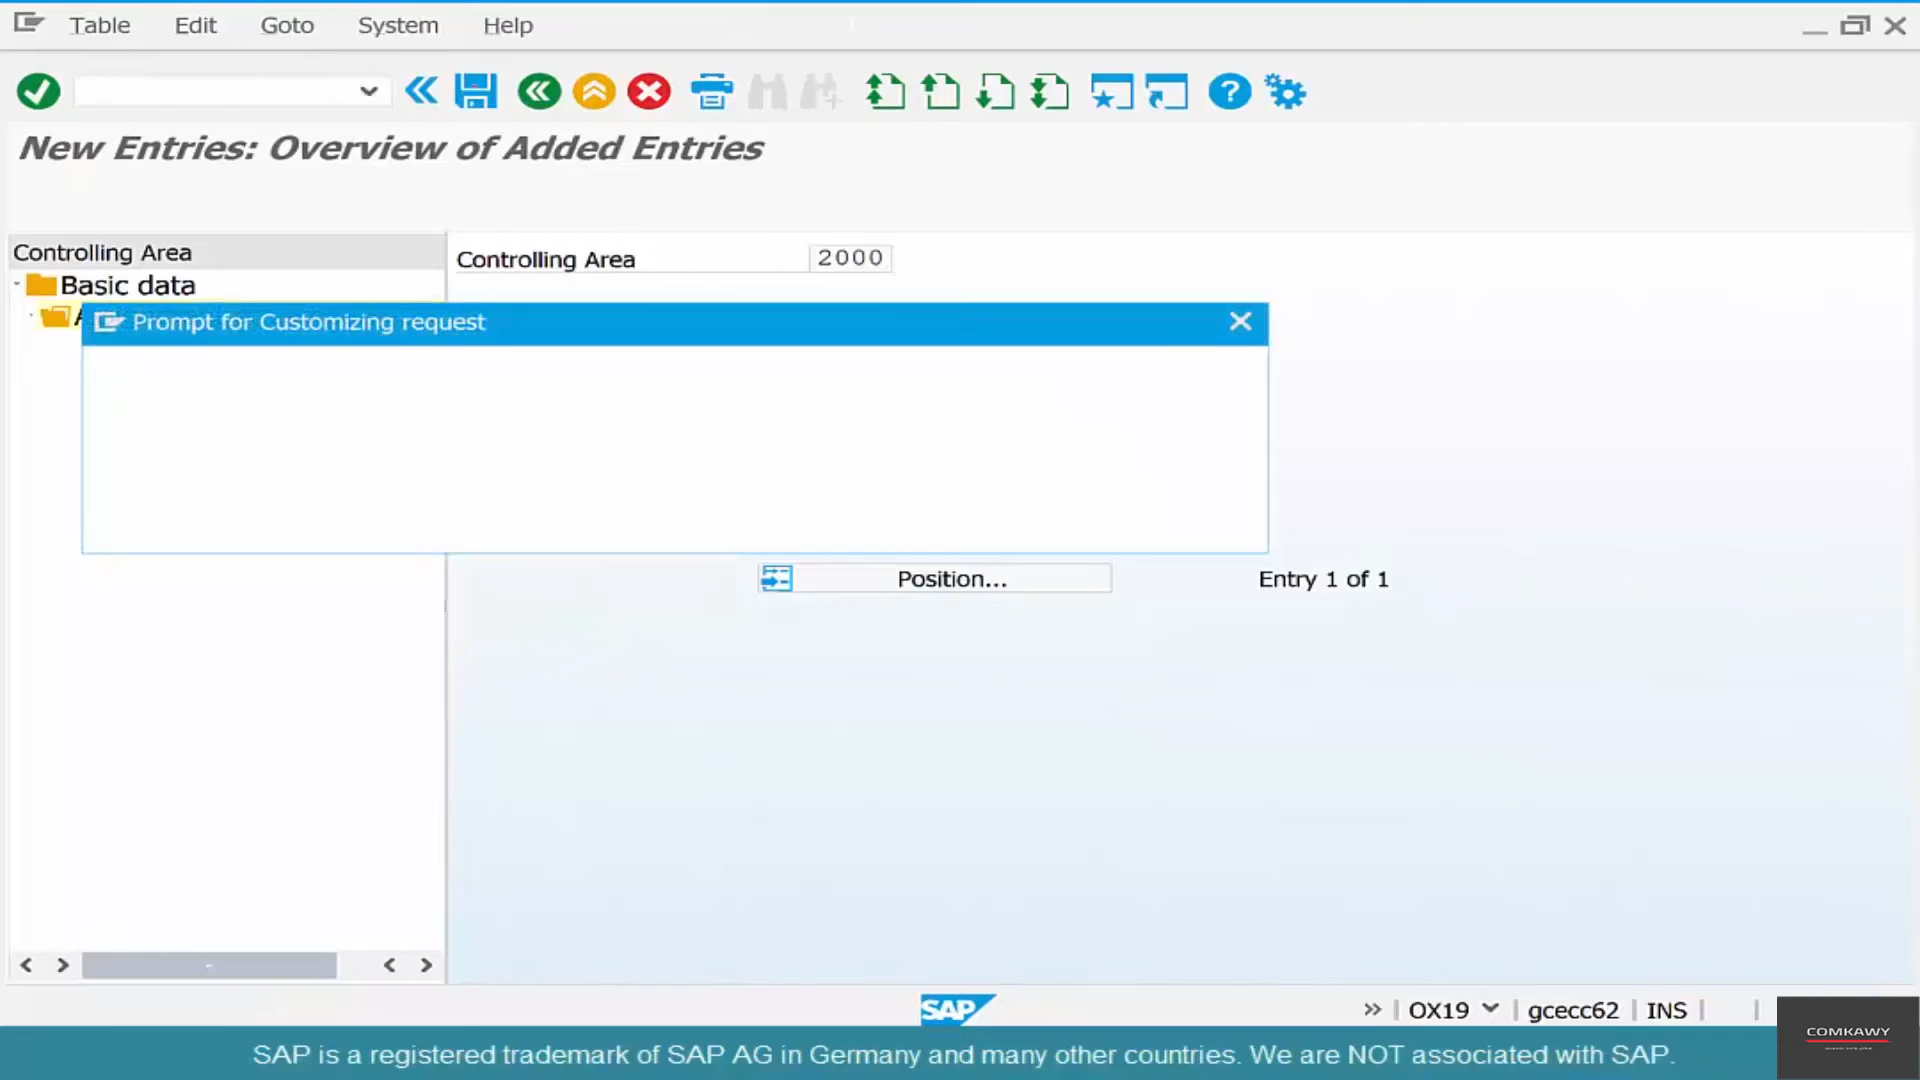 Table Edit Goto System Help
New Entries: Overview of Added Entries
Controlling Area
Basic data
Controlling Area 2000
Prompt for Customizing request
Position...
Entry 1 of 1
SAP
OX19
gcecc62
INS
SAP is a registered trademark of SAP AG in Germany and many other countries. We are NOT associated with SAP.
COMKAWY